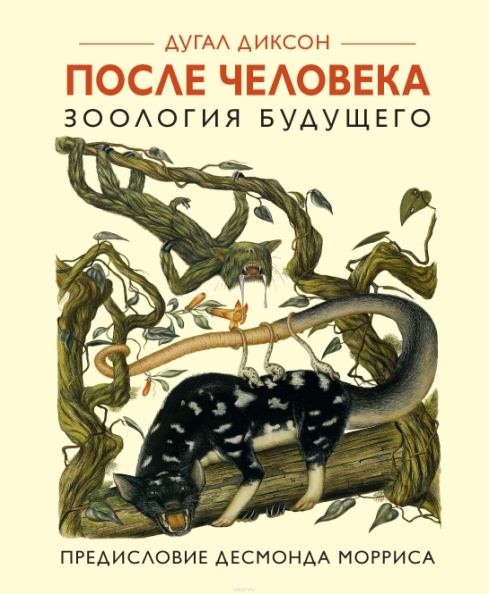 ДУГАЛ ДИКСОН
ПОСЛЕ ЧЕЛОВЕКА
ЗООЛОГИЯ БУДУЩЕГО
ПРЕДИСЛОВИЕ ДЕСМОНДА МОРРИСА